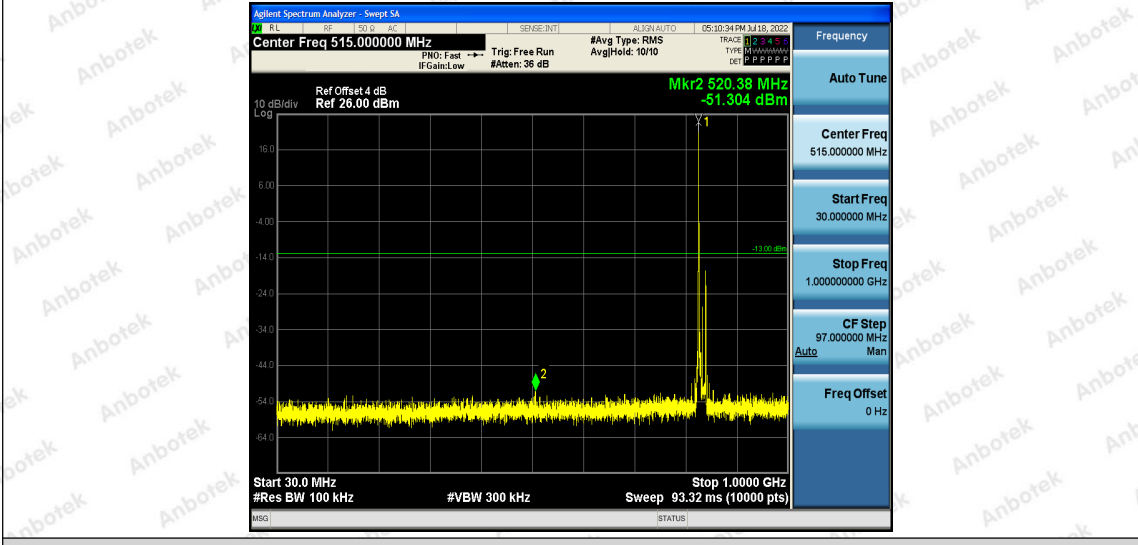 Agilent Spectrum Analyzer - Swept SA
LXI RL RF 50 Ω AC SENSE:INT ALIGN AUTO 05:10:34 PM Jul 18, 2022
Center Freq 515.000000 MHz
PNO: Fast
IFGain:Low
Trig: Free Run
#Atten: 36 dB
#Avg Type: RMS
Avg|Hold: 10/10
TRACE 1 2 3 4 5 6
TYPE M
DET P P P P P P
Mkr2 520.38 MHz
-51.304 dBm
Ref Offset 4 dB
10 dB/div Ref 26.00 dBm
Log
1
16.0
6.00
-4.00
-13.00 dBm
-14.0
-24.0
-34.0
-44.0
2
-54.0
-64.0
Start 30.0 MHz Stop 1.0000 GHz
#Res BW 100 kHz #VBW 300 kHz Sweep 93.32 ms (10000 pts)
MSG STATUS
Frequency
Auto Tune
Center Freq
515.000000 MHz
Start Freq
30.000000 MHz
Stop Freq
1.000000000 GHz
CF Step
97.000000 MHz
Auto Man
Freq Offset
0 Hz
Anbotek